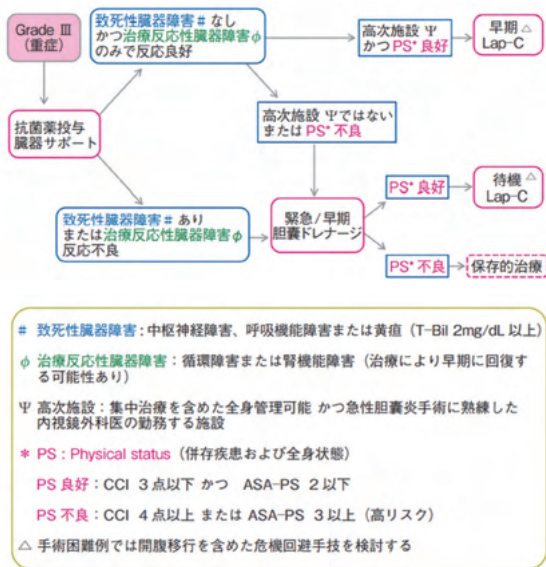 Grade Ⅲ
(重症)
致死性臓器障害 # なし
かつ治療反応性臓器障害 φ
のみで反応良好
高次施設 Ψ
かつ PS* 良好
早期 △
Lap-C
抗菌薬投与
臓器サポート
高次施設 Ψ ではない
または PS* 不良
致死性臓器障害 # あり
または治療反応性臓器障害 φ
反応不良
緊急/早期
胆嚢ドレナージ
PS* 良好
待機 △
Lap-C
PS* 不良
保存的治療
# 致死性臓器障害:中枢神経障害、呼吸機能障害または黄疸(T-Bil 2mg/dL 以上)
φ 治療反応性臓器障害:循環障害または腎機能障害(治療により早期に回復す
る可能性あり)
Ψ 高次施設:集中治療を含めた全身管理可能 かつ急性胆嚢炎手術に熟練した
内視鏡外科医の勤務する施設
* PS:Physical status(併存疾患および全身状態)
PS 良好:CCI 3 点以下 かつ ASA-PS 2 以下
PS 不良:CCI 4 点以上 または ASA-PS 3 以上(高リスク)
△ 手術困難例では開腹移行を含めた危機回避手技を検討する